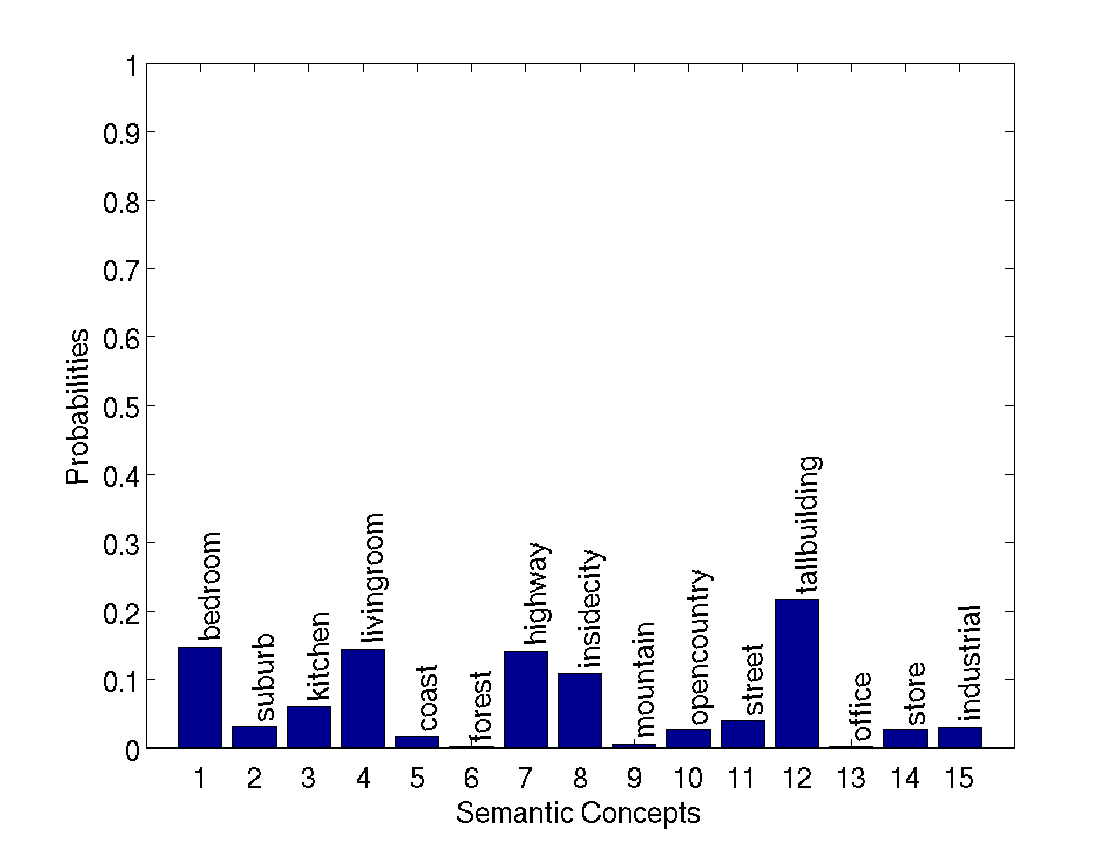 1
0.9
0.8
0.7
0.6
0.5
0.4
0.3
0.2
0.1
0
Probabilities
bedroom
suburb
kitchen
livingroom
coast
forest
highway
insidecity
mountain
opencountry
street
tallbuilding
office
store
industrial
1 2 3 4 5 6 7 8 9 10 11 12 13 14 15
Semantic Concepts